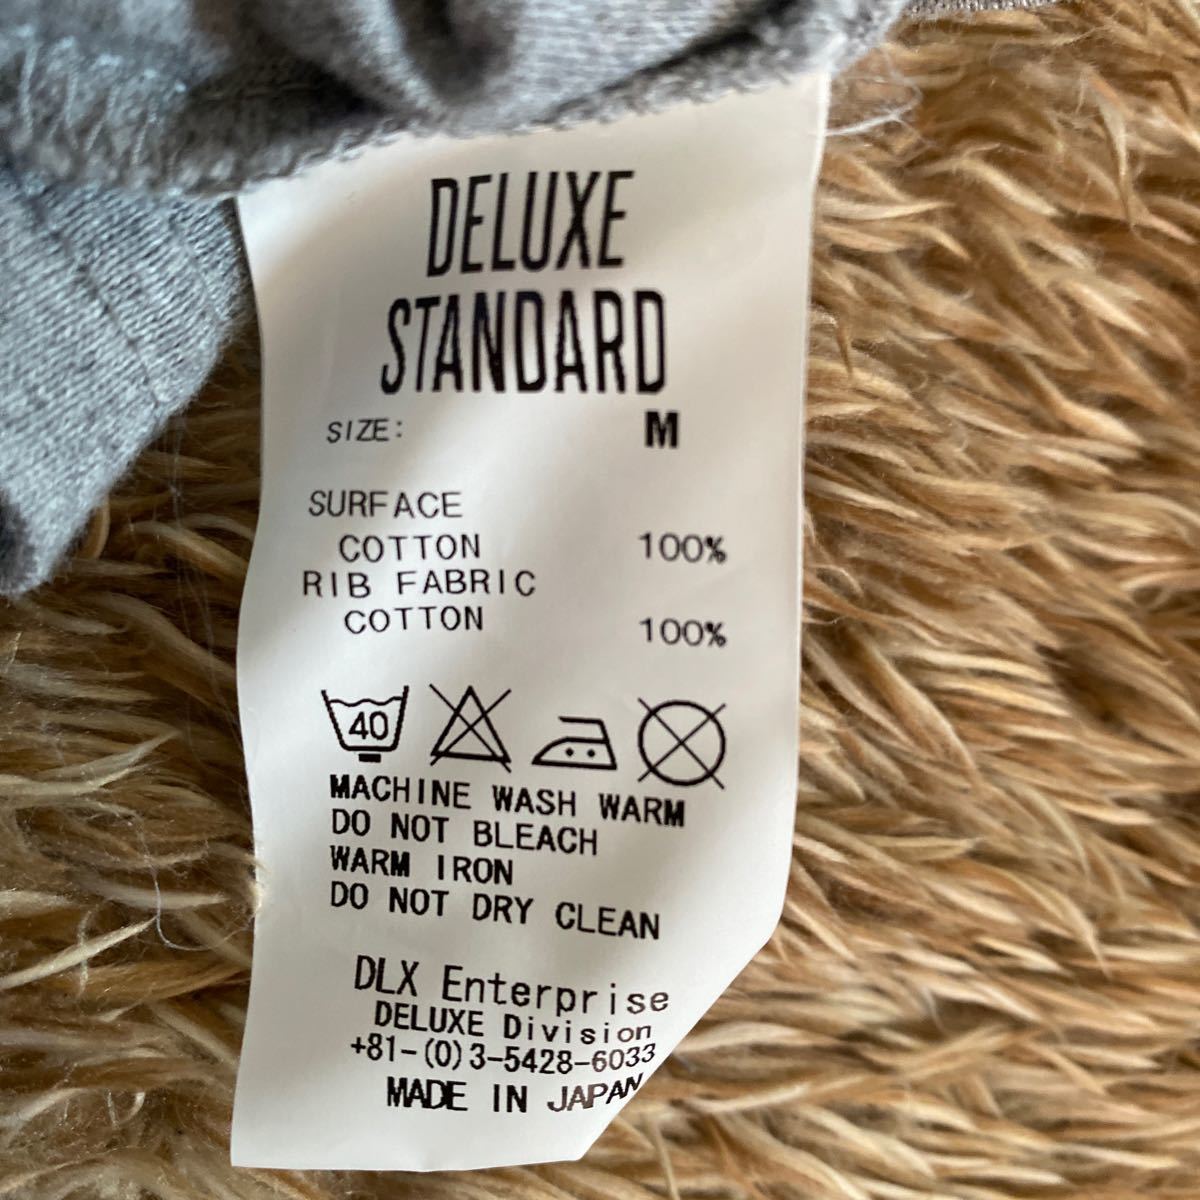 DELUXE
STANDARD
SIZE: M
SURFACE
COTTON 100%
RIB FABRIC
COTTON 100%
40
MACHINE WASH WARM
DO NOT BLEACH
WARM IRON
DO NOT DRY CLEAN
DLX Enterprise
DELUXE Division
+81-(0)3-5428-6033
MADE IN JAPAN